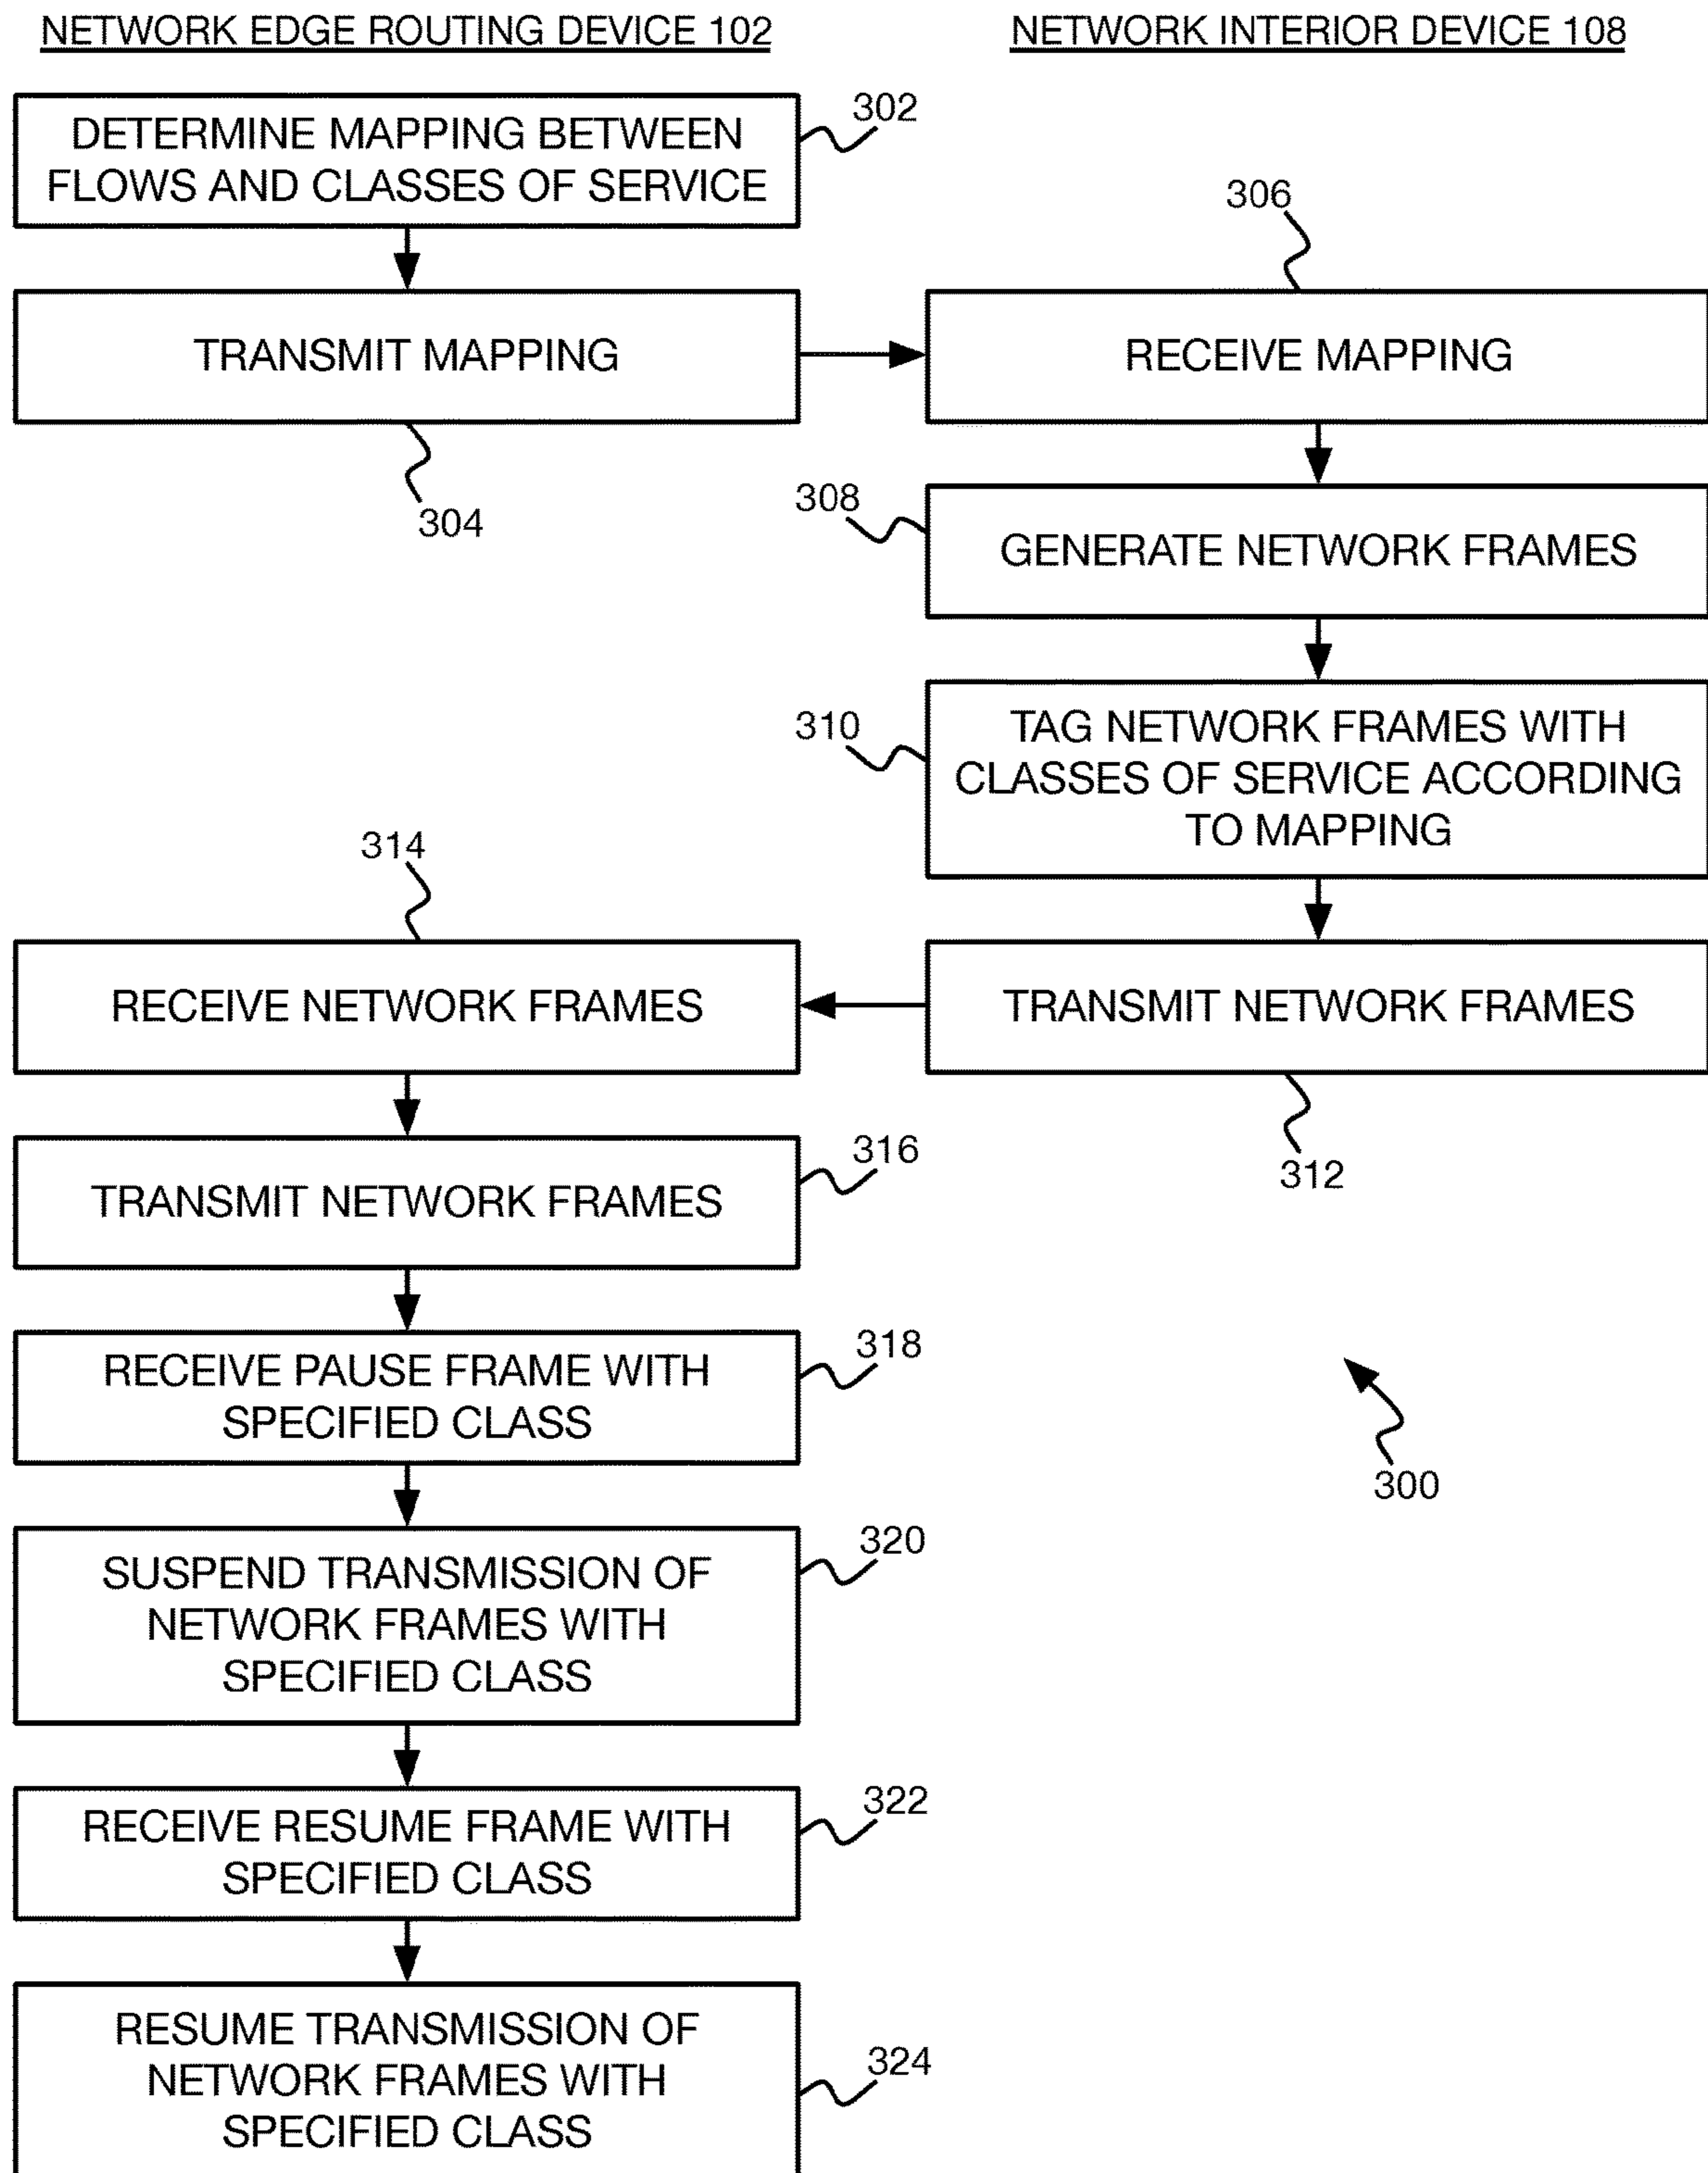 NETWORK EDGE ROUTING DEVICE 102
NETWORK INTERIOR DEVICE 108
302
DETERMINE MAPPING BETWEEN
FLOWS AND CLASSES OF SERVICE
306
TRANSMIT MAPPING
RECEIVE MAPPING
304
308
GENERATE NETWORK FRAMES
310
TAG NETWORK FRAMES WITH
CLASSES OF SERVICE ACCORDING
TO MAPPING
314
RECEIVE NETWORK FRAMES
TRANSMIT NETWORK FRAMES
312
316
TRANSMIT NETWORK FRAMES
318
RECEIVE PAUSE FRAME WITH
SPECIFIED CLASS
300
320
SUSPEND TRANSMISSION OF
NETWORK FRAMES WITH
SPECIFIED CLASS
322
RECEIVE RESUME FRAME WITH
SPECIFIED CLASS
324
RESUME TRANSMISSION OF
NETWORK FRAMES WITH
SPECIFIED CLASS